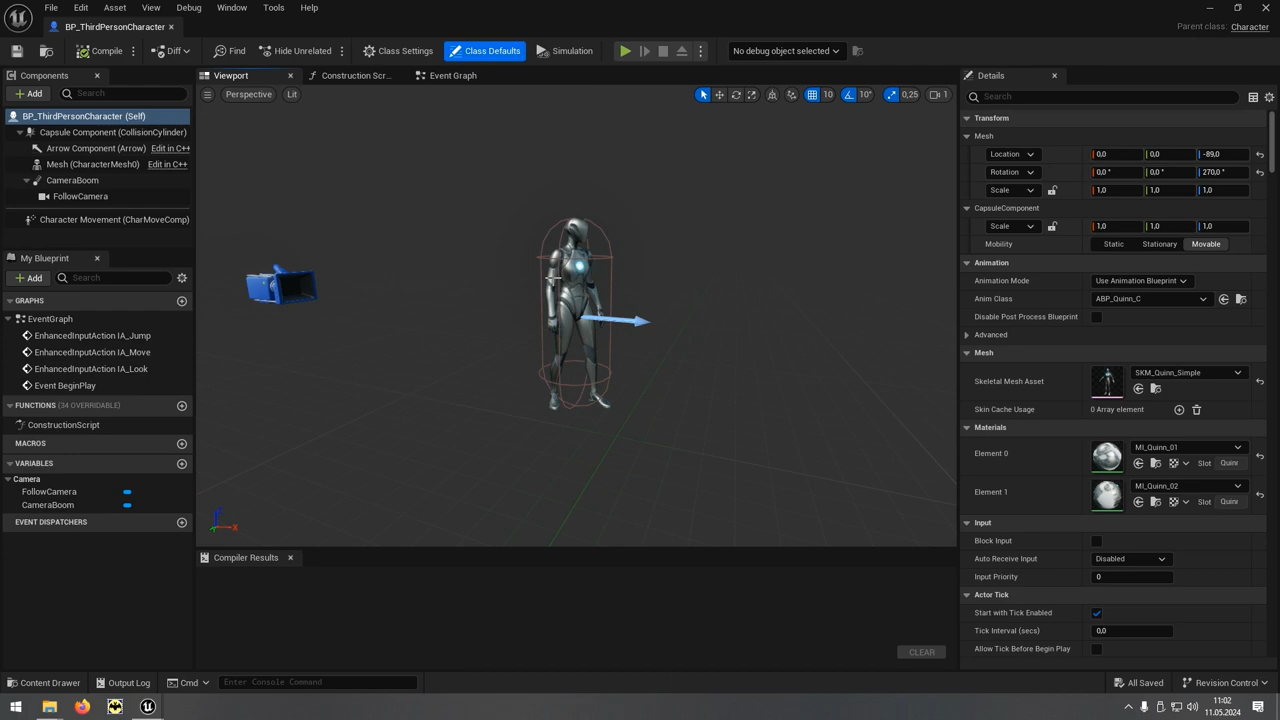 File Edit Asset View Debug Window Tools Help
BP_ThirdPersonCharacter
Parent class: Character
Compile Diff Find Hide Unrelated Class Settings Class Defaults Simulation No debug object selected
Components
Add Search
BP_ThirdPersonCharacter (Self)
Capsule Component (CollisionCylinder)
Arrow Component (Arrow) Edit in C++
Mesh (CharacterMesh0) Edit in C++
CameraBoom
FollowCamera
Character Movement (CharMoveComp)
My Blueprint
Add Search
GRAPHS
EventGraph
EnhancedInputAction IA_Jump
EnhancedInputAction IA_Move
EnhancedInputAction IA_Look
Event BeginPlay
FUNCTIONS (34 OVERRIDABLE)
ConstructionScript
MACROS
VARIABLES
Camera
FollowCamera
CameraBoom
EVENT DISPATCHERS
Viewport Construction Scr... Event Graph
Perspective Lit 10 10° 0,25 1
Z
X
Compiler Results
CLEAR
Details
Search
Transform
Mesh
Location 0,0 0,0 -89,0
Rotation 0,0 ° 0,0 ° 270,0 °
Scale 1,0 1,0 1,0
CapsuleComponent
Scale 1,0 1,0 1,0
Mobility Static Stationary Movable
Animation
Animation Mode Use Animation Blueprint
Anim Class ABP_Quinn_C
Disable Post Process Blueprint
Advanced
Mesh
Skeletal Mesh Asset SKM_Quinn_Simple
Skin Cache Usage 0 Array element
Materials
Element 0 MI_Quinn_01
Slot Quinr
Element 1 MI_Quinn_02
Slot Quinr
Input
Block Input
Auto Receive Input Disabled
Input Priority 0
Actor Tick
Start with Tick Enabled
Tick Interval (secs) 0,0
Allow Tick Before Begin Play
Content Drawer Output Log Cmd Enter Console Command All Saved Revision Control
11:02
11.05.2024